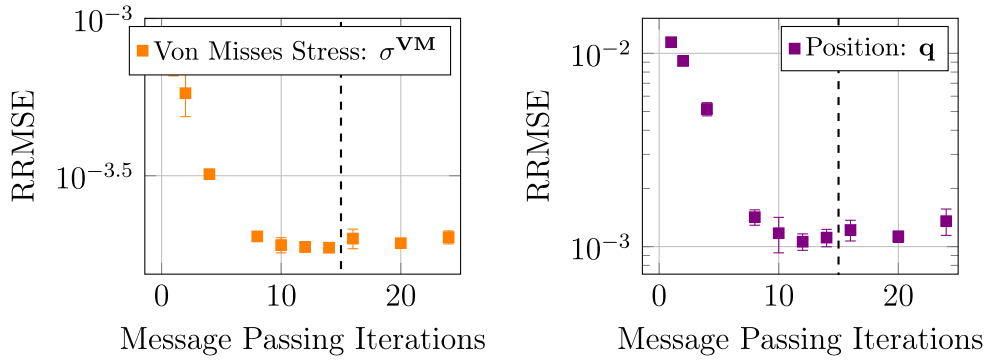 10^−3
Von Misses Stress: σ^VM
10^−3.5
RRMSE
0 10 20
Message Passing Iterations
Position: q
10^−2
10^−3
RRMSE
0 10 20
Message Passing Iterations